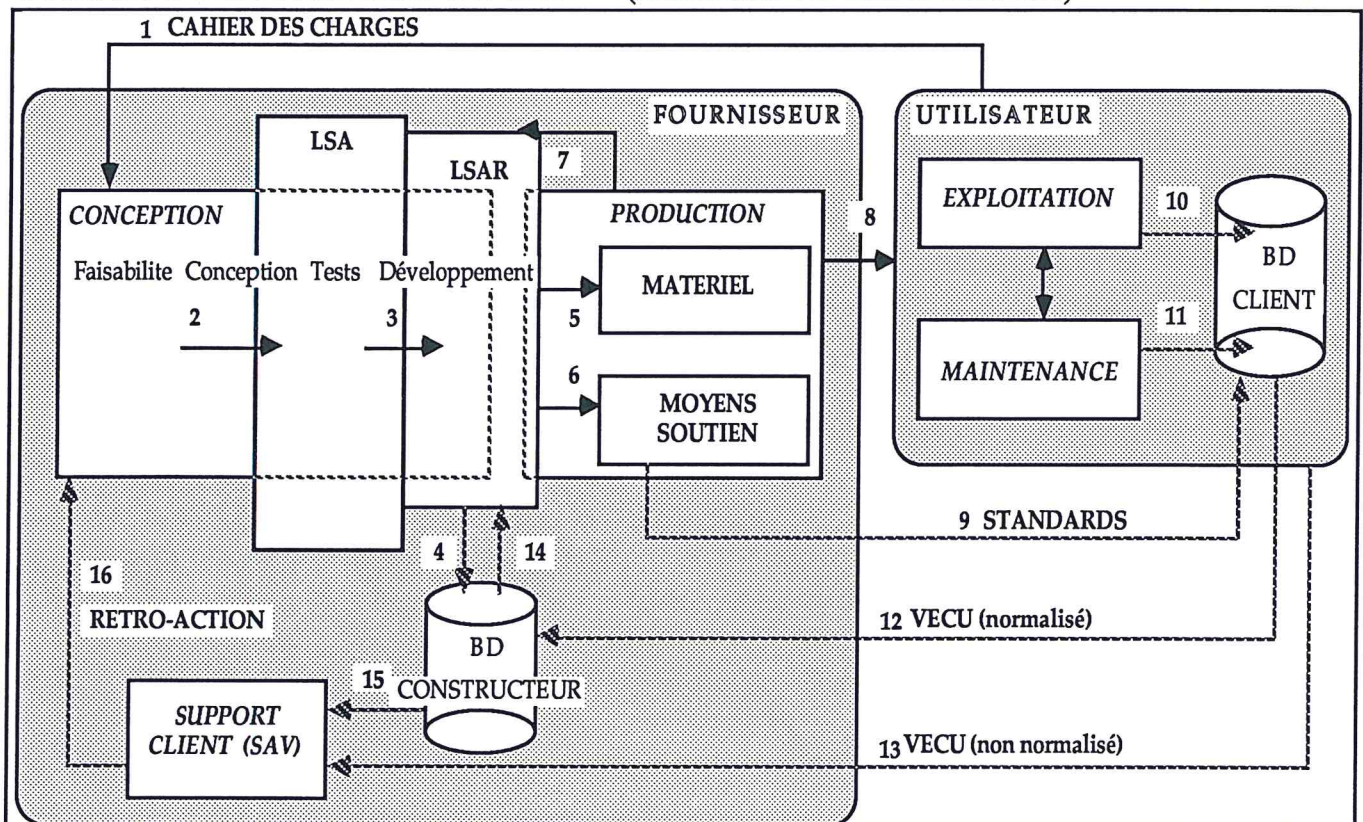 1 CAHIER DES CHARGES
FOURNISSEUR
UTILISATEUR
LSA
LSAR
7
CONCEPTION
PRODUCTION
8
EXPLOITATION
10
BD
CLIENT
Faisabilite Conception Tests Développement
MATERIEL
2
3
5
11
6
MAINTENANCE
MOYENS
SOUTIEN
9 STANDARDS
4
14
16
RETRO-ACTION
12 VECU (normalisé)
BD
CONSTRUCTEUR
15
SUPPORT
CLIENT (SAV)
13 VECU (non normalisé)